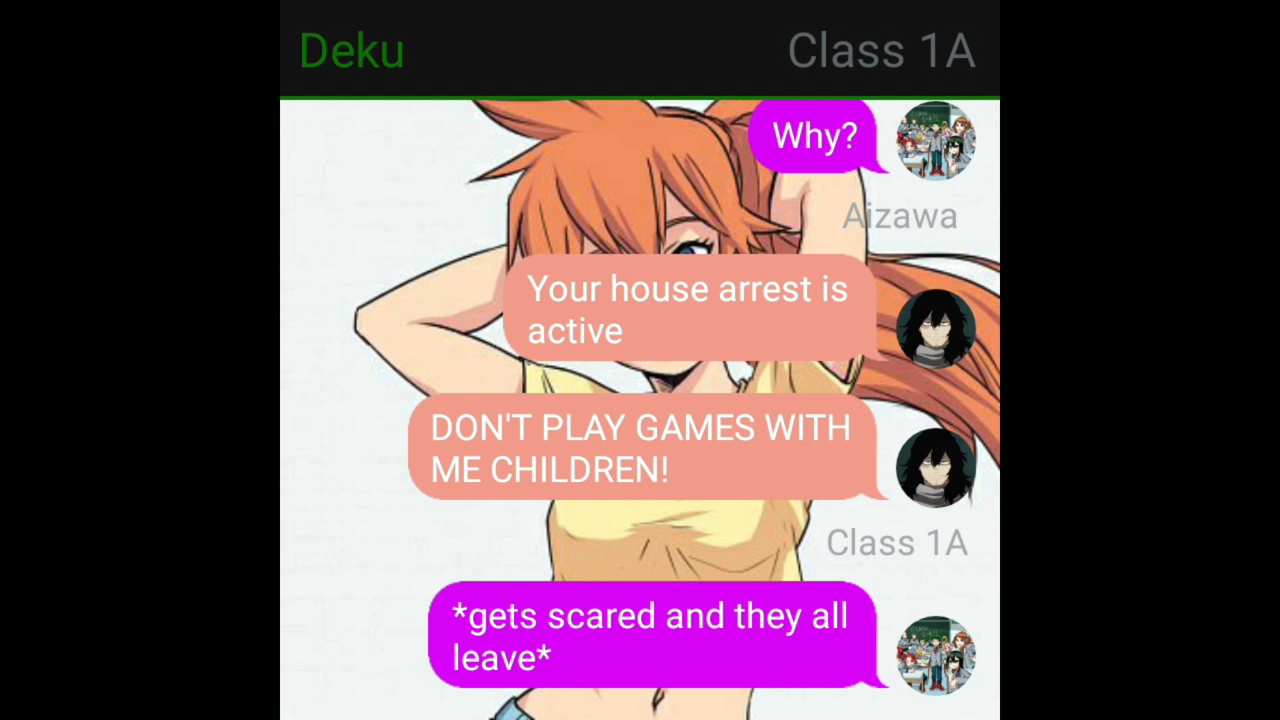 Deku
Class 1A
Why?
Aizawa
Your house arrest is
active
DON'T PLAY GAMES WITH
ME CHILDREN!
Class 1A
*gets scared and they all
leave*